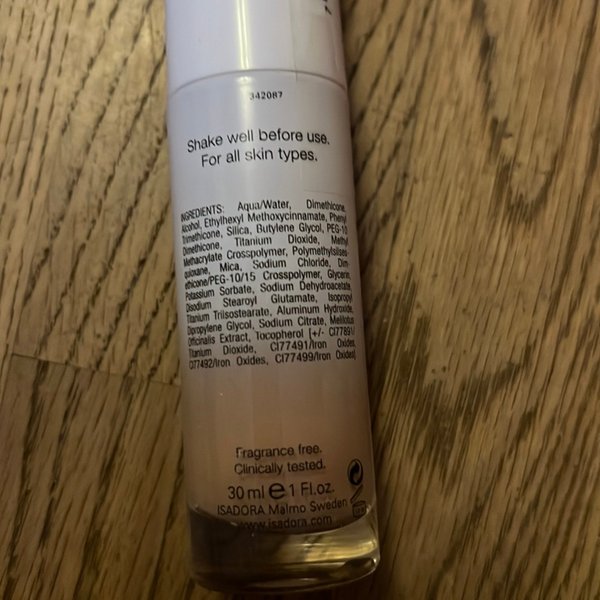 342087
Shake well before use.
For all skin types.
INGREDIENTS: Aqua/Water, Dimethicone,
Alcohol, Ethylhexyl Methoxycinnamate, Phenyl
Trimethicone, Silica, Butylene Glycol, PEG-10
Dimethicone, Titanium Dioxide, Methyl
Methacrylate Crosspolymer, Polymethylsilses-
quioxane, Mica, Sodium Chloride, Dim-
ethicone/PEG-10/15 Crosspolymer, Glycerin,
Potassium Sorbate, Sodium Dehydroacetate,
Disodium Stearoyl Glutamate, Isopropyl
Titanium Triisostearate, Aluminum Hydroxide,
Dipropylene Glycol, Sodium Citrate, Melilotus
Officinalis Extract, Tocopherol [+/- CI77891/
Titanium Dioxide, CI77491/Iron Oxides,
CI77492/Iron Oxides, CI77499/Iron Oxides]
Fragrance free.
Clinically tested.
30 ml e 1 Fl.oz.
ISADORA Malmo Sweden
www.isadora.com